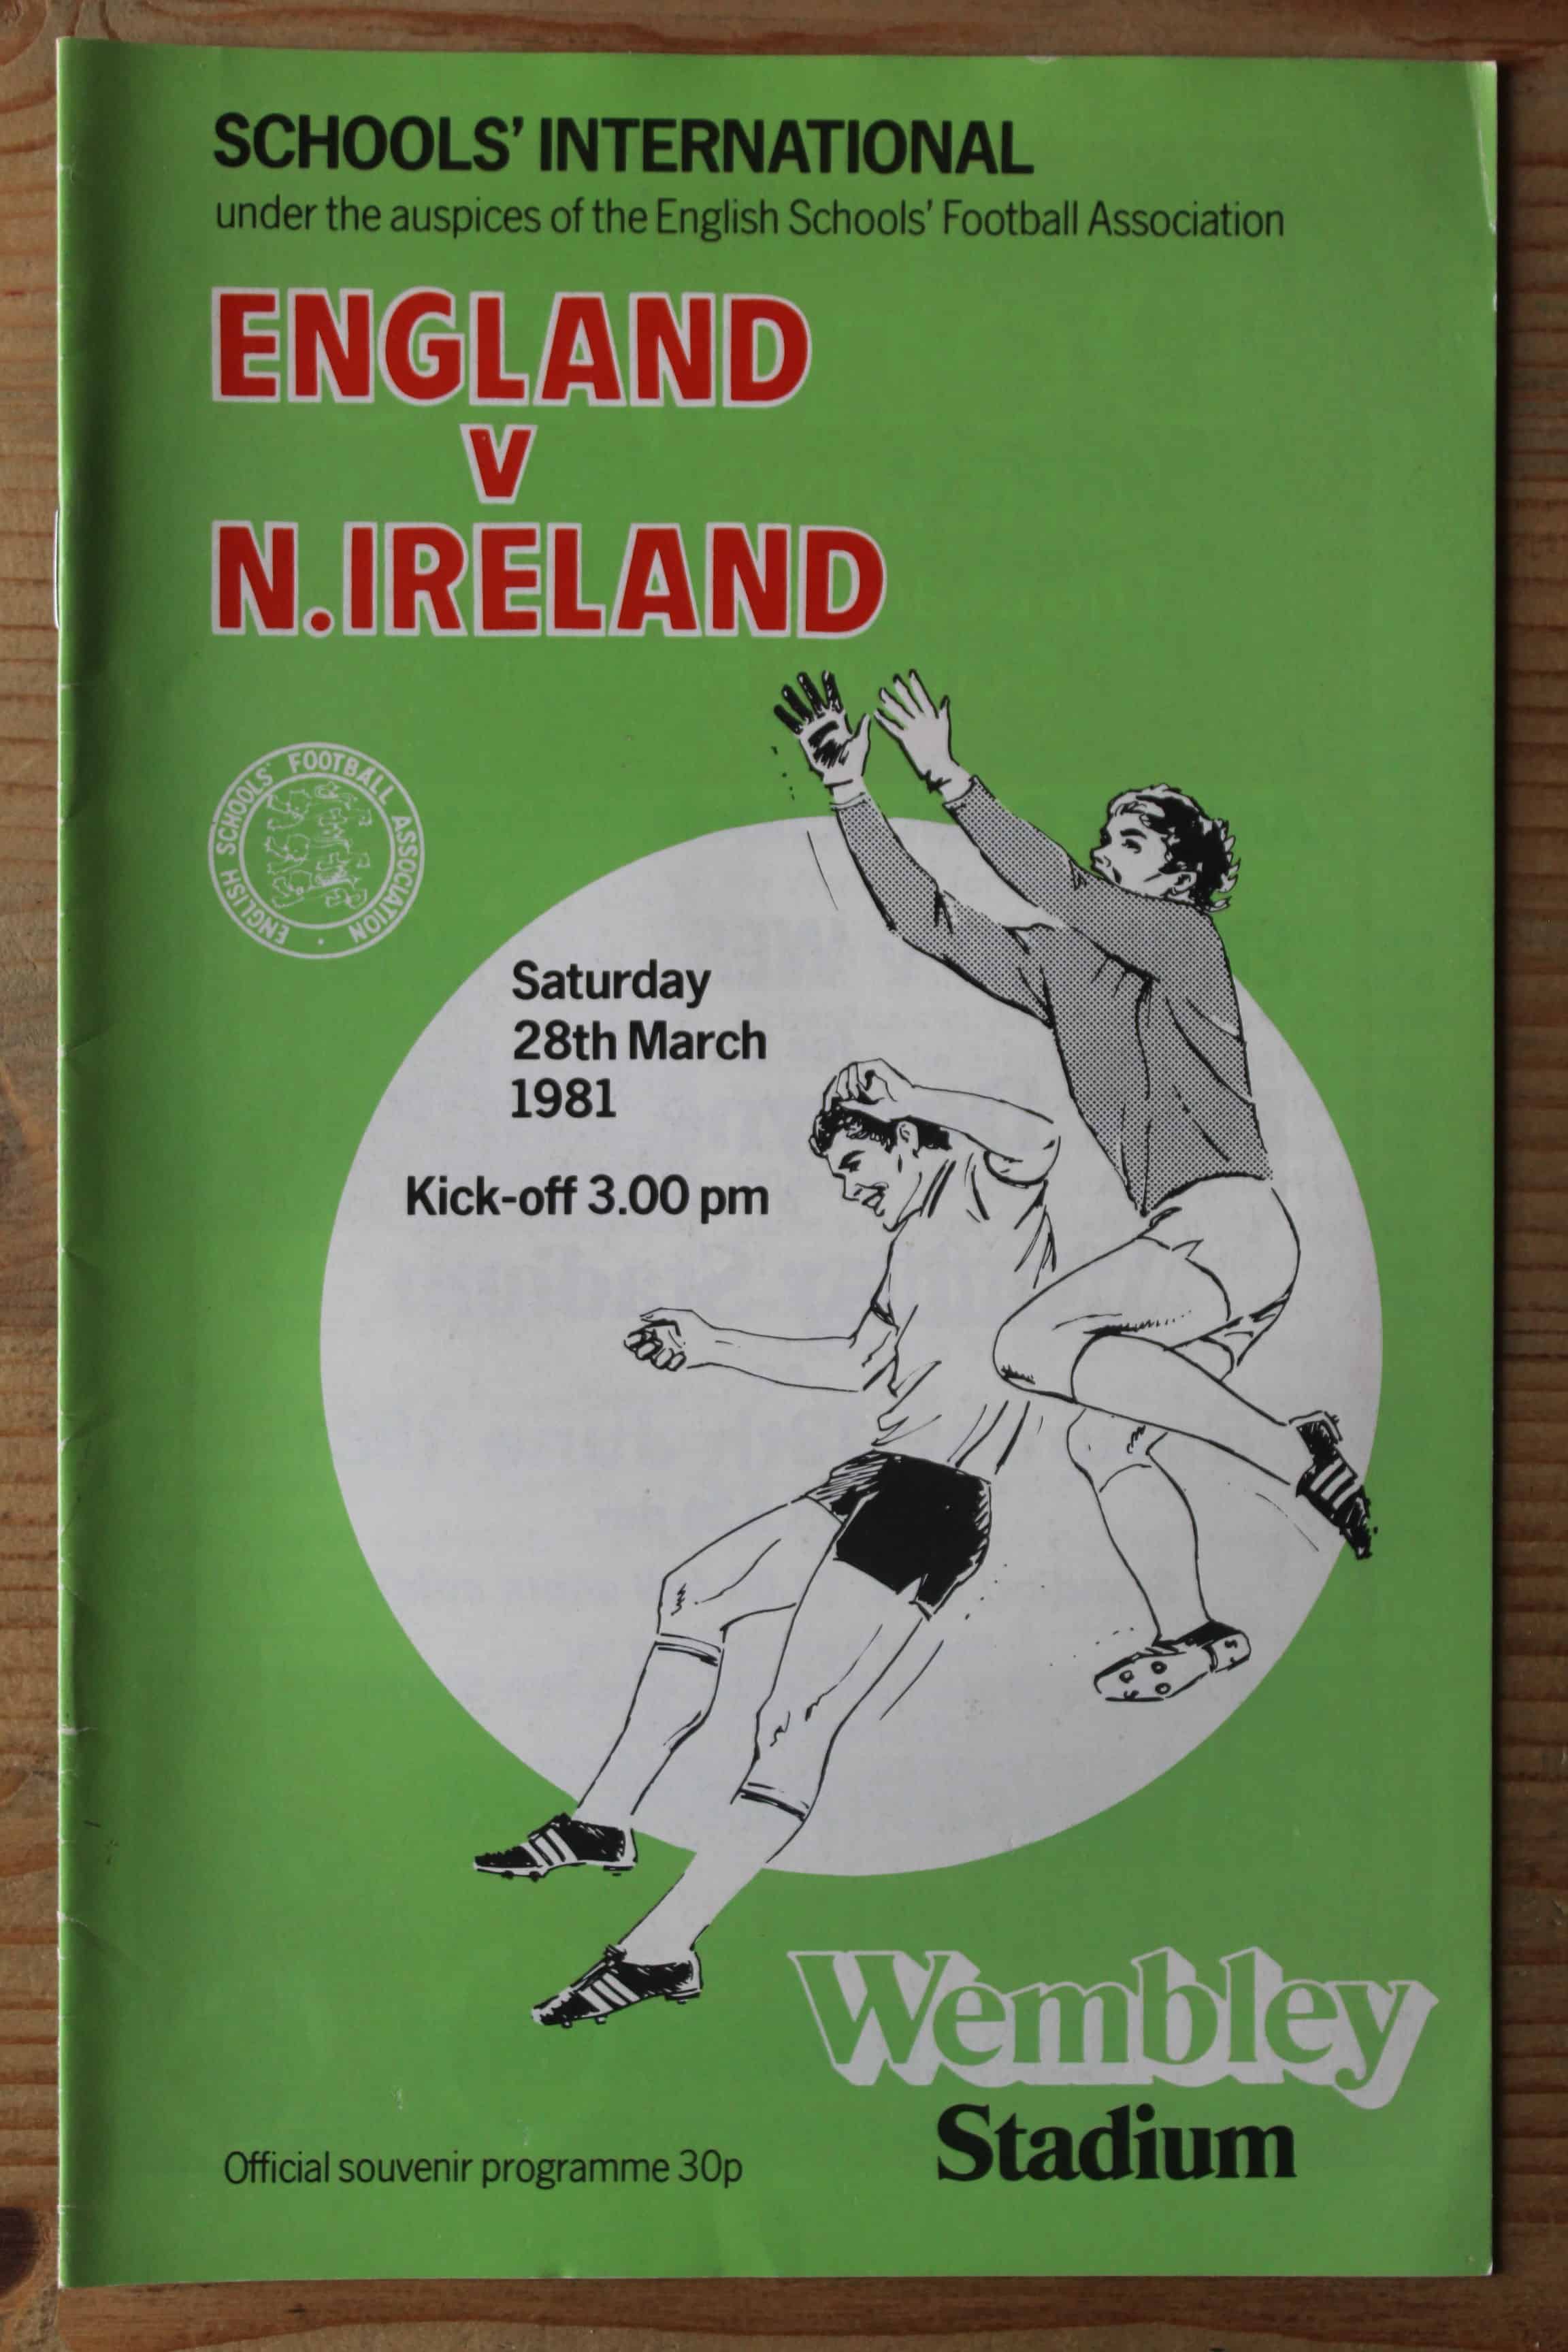 SCHOOLS' INTERNATIONAL
under the auspices of the English Schools' Football Association
ENGLAND
V
N.IRELAND
ENGLISH SCHOOLS' FOOTBALL ASSOCIATION
Saturday
28th March
1981
Kick-off 3.00 pm
Wembley
Stadium
Official souvenir programme 30p